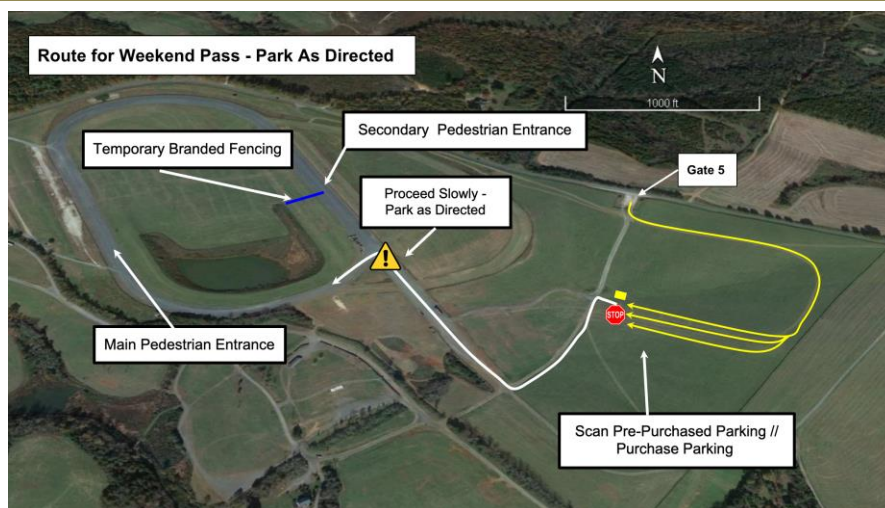 Route for Weekend Pass - Park As Directed
N
1000 ft
Secondary Pedestrian Entrance
Temporary Branded Fencing
Gate 5
Proceed Slowly -
Park as Directed
STOP
Main Pedestrian Entrance
Scan Pre-Purchased Parking //
Purchase Parking